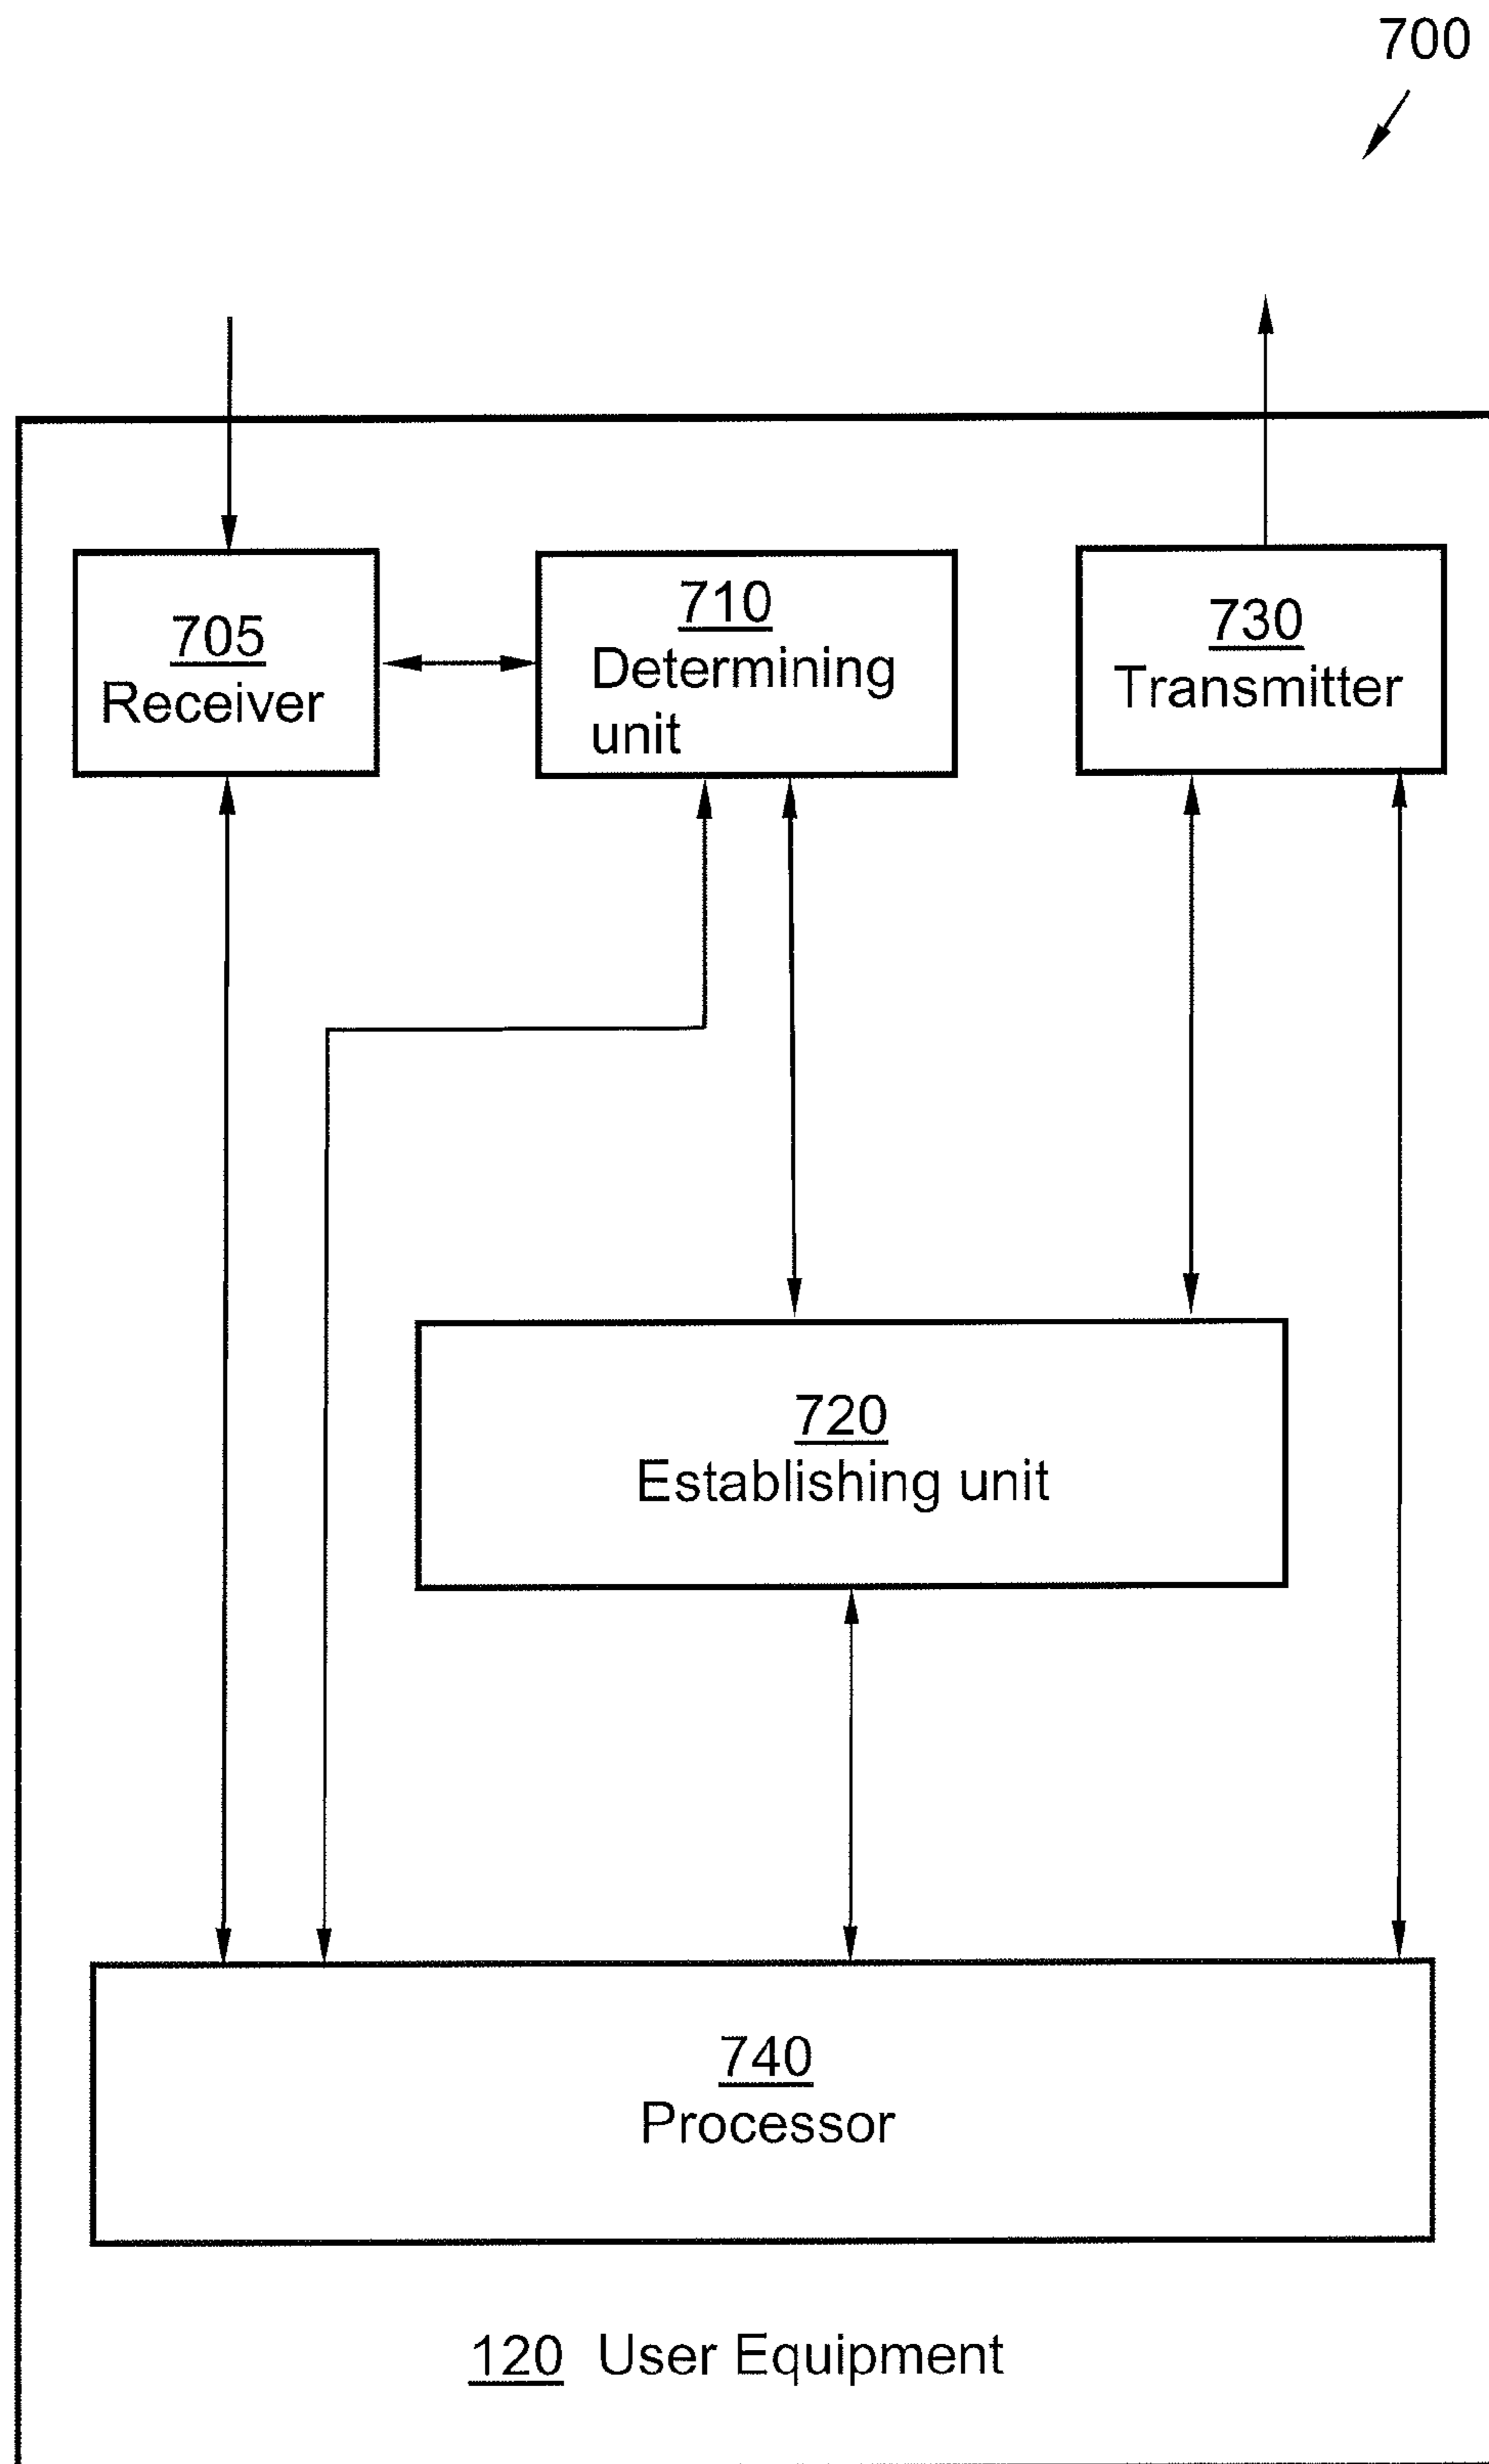 700
705
Receiver
710
Determining
unit
730
Transmitter
720
Establishing unit
740
Processor
120 User Equipment